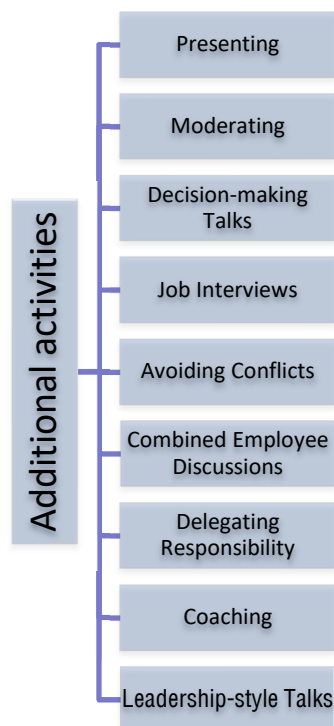 Additional activities
Presenting
Moderating
Decision-making
Talks
Job Interviews
Avoiding Conflicts
Combined Employee
Discussions
Delegating
Responsibility
Coaching
Leadership-style Talks